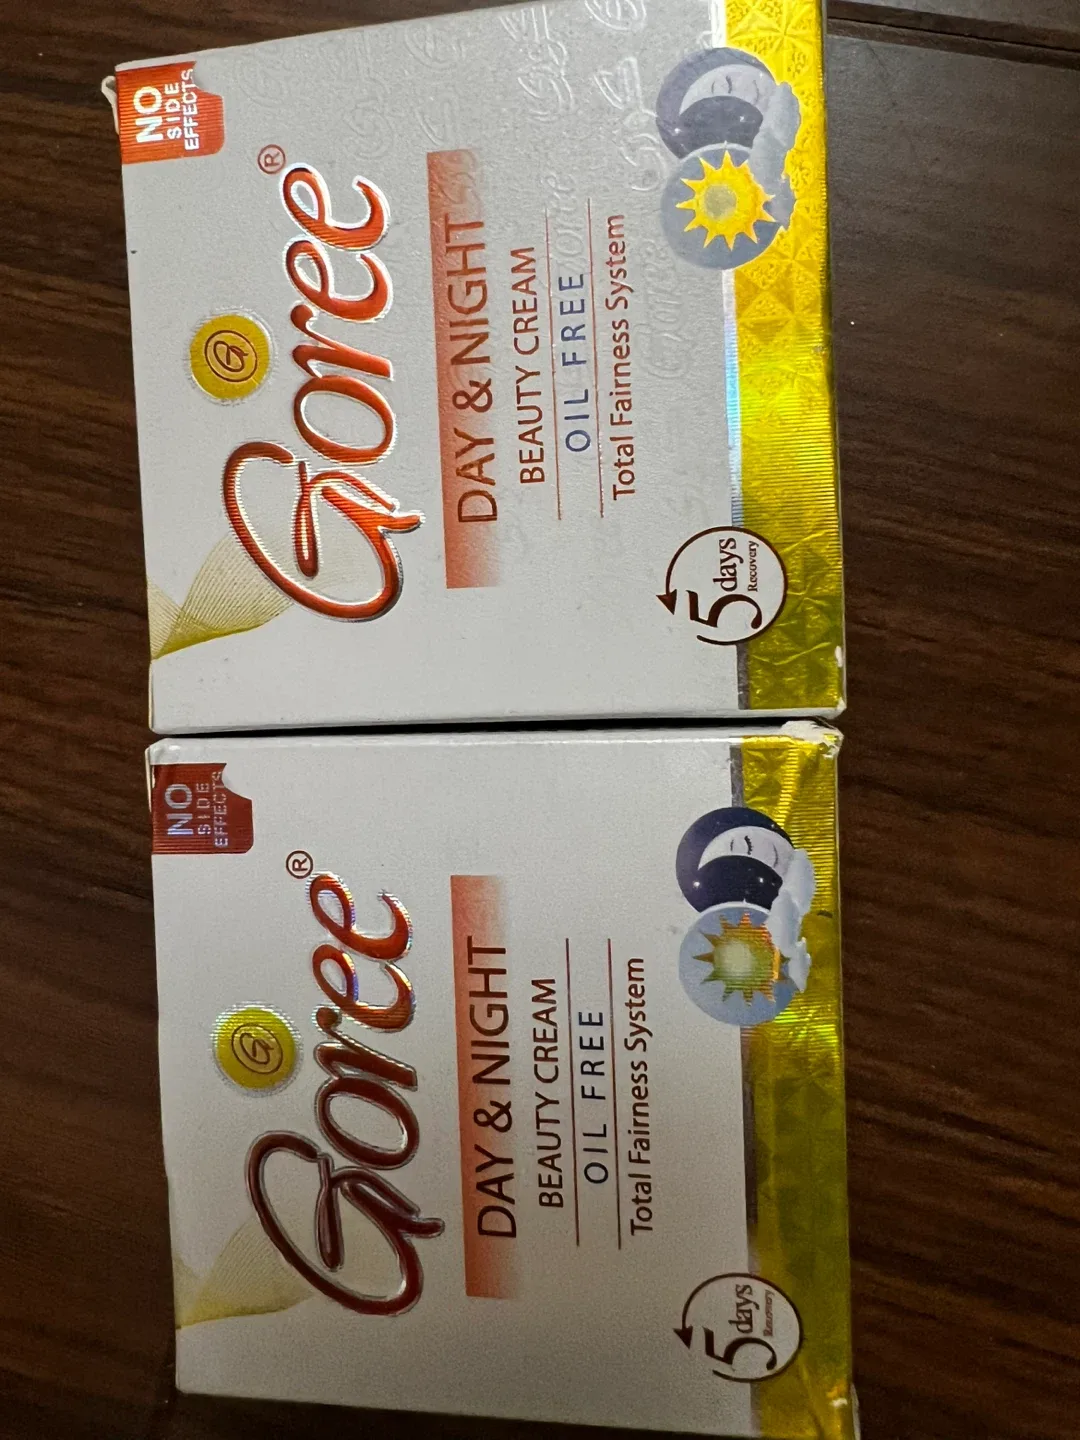 NO
SIDE
EFFECTS
G
Goree®
DAY & NIGHT
BEAUTY CREAM
OIL FREE
Total Fairness System
5 days
Recovery
NO
SIDE
EFFECTS
G
Goree®
DAY & NIGHT
BEAUTY CREAM
OIL FREE
Total Fairness System
5 days
Recovery